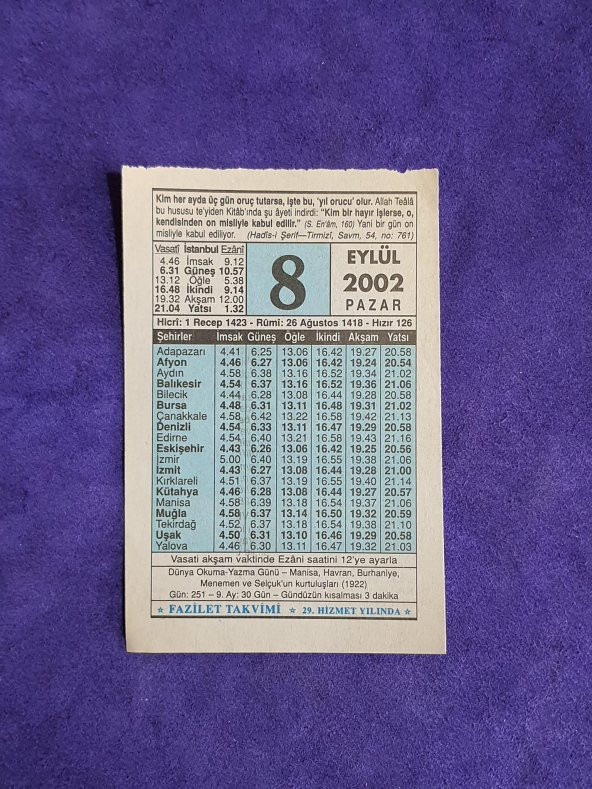 Kim her ayda üç gün oruç tutarsa, işte bu, 'yıl orucu' olur. Allah Teâlâ
bu hususu te'yiden Kitâb'ında şu âyeti indirdi: "Kim bir hayır işlerse, o,
kendisinden on misliyle kabul edilir." (S. En'âm, 160) Yani bir gün on
misliyle kabul ediliyor. (Hadîs-i Şerif—Tirmizî, Savm, 54, no: 761)
Vasatî İstanbul Ezanî
4.46 İmsak 9.12
6.31 Güneş 10.57
13.12 Öğle 5.38
16.48 İkindi 9.14
19.32 Akşam 12.00
21.04 Yatsı 1.32
8
EYLÜL
2002
PAZAR
Hicrî: 1 Recep 1423 - Rûmî: 26 Ağustos 1418 - Hızır 126
Şehirler İmsak Güneş Öğle İkindi Akşam Yatsı
Adapazarı 4.41 6.25 13.06 16.42 19.27 20.58
Afyon 4.46 6.27 13.06 16.42 19.24 20.54
Aydın 4.58 6.38 13.16 16.52 19.34 21.02
Balıkesir 4.54 6.37 13.16 16.52 19.36 21.06
Bilecik 4.44 6.28 13.08 16.44 19.28 20.58
Bursa 4.48 6.31 13.11 16.48 19.31 21.02
Çanakkale 4.58 6.42 13.22 16.58 19.42 21.13
Denizli 4.54 6.33 13.11 16.47 19.29 20.58
Edirne 4.54 6.40 13.21 16.58 19.43 21.16
Eskişehir 4.43 6.26 13.06 16.42 19.25 20.56
İzmir 5.00 6.40 13.19 16.55 19.38 21.06
İzmit 4.43 6.27 13.08 16.44 19.28 21.00
Kırklareli 4.51 6.37 13.19 16.55 19.40 21.14
Kütahya 4.46 6.28 13.08 16.44 19.27 20.57
Manisa 4.58 6.39 13.18 16.54 19.37 21.06
Muğla 4.58 6.37 13.14 16.50 19.32 20.59
Tekirdağ 4.52 6.37 13.18 16.54 19.38 21.10
Uşak 4.50 6.31 13.10 16.46 19.29 20.58
Yalova 4.46 6.30 13.11 16.47 19.32 21.03
Vasati akşam vaktinde Ezâni saatini 12'ye ayarla
Dünya Okuma-Yazma Günü – Manisa, Havran, Burhaniye,
Menemen ve Selçuk'un kurtuluşları (1922)
Gün: 251 – 9. Ay: 30 Gün – Gündüzün kısalması 3 dakika
FAZİLET TAKVİMİ 29. HİZMET YILINDA